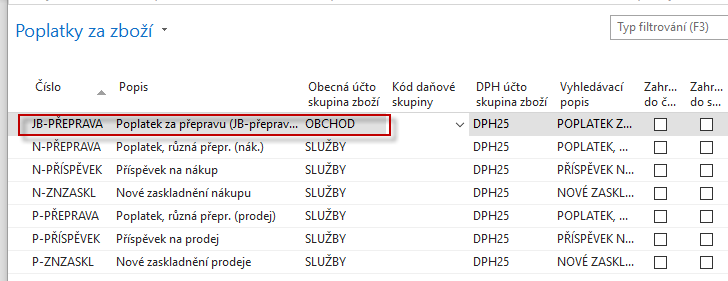 Poplatky za zboží
Typ filtrování (F3)
Číslo Popis Obecná účto skupina zboží Kód daňové skupiny DPH účto skupina zboží Vyhledávací popis Zahr... do č... Zahr... do s...
JB-PŘEPRAVA Poplatek za přepravu (JB-přeprav... OBCHOD DPH25 POPLATEK Z...
N-PŘEPRAVA Poplatek, různá přepr. (nák.) SLUŽBY DPH25 POPLATEK, ...
N-PŘÍSPĚVEK Příspěvek na nákup SLUŽBY DPH25 PŘÍSPĚVEK N...
N-ZNZASKL Nové zaskladnění nákupu SLUŽBY DPH25 NOVÉ ZASKL...
P-PŘEPRAVA Poplatek, různá přepr. (prodej) SLUŽBY DPH25 POPLATEK, ...
P-PŘÍSPĚVEK Příspěvek na prodej SLUŽBY DPH25 PŘÍSPĚVEK N...
P-ZNZASKL Nové zaskladnění prodeje SLUŽBY DPH25 NOVÉ ZASKL...